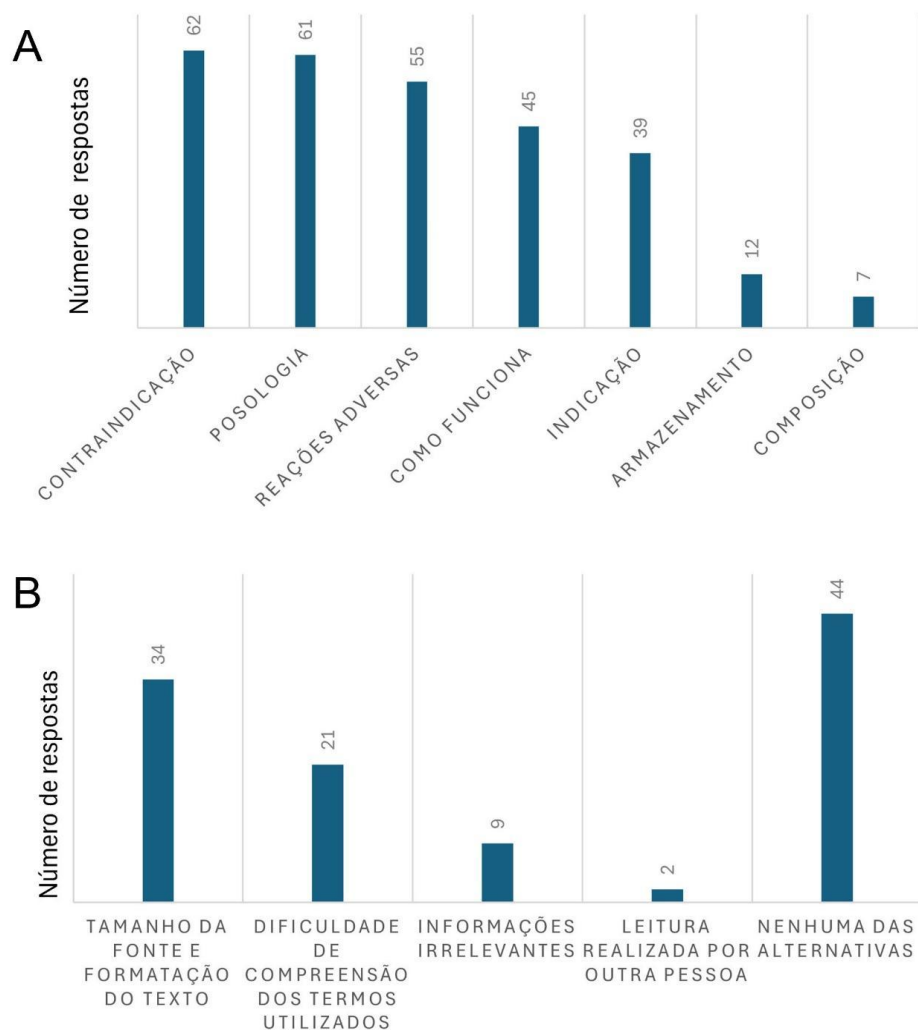 A
Número de respostas
62
61
55
45
39
12
7
CONTRAINDICAÇÃO
POSOLOGIA
REAÇÕES ADVERSAS
COMO FUNCIONA
INDICAÇÃO
ARMAZENAMENTO
COMPOSIÇÃO
B
Número de respostas
34
21
9
2
44
TAMANHO DA
FONTE E
FORMATAÇÃO
DO TEXTO
DIFICULDADE
DE
COMPREENSÃO
DOS TERMOS
UTILIZADOS
INFORMAÇÕES
IRRELEVANTES
LEITURA
REALIZADA POR
OUTRA PESSOA
NENHUMA DAS
ALTERNATIVAS